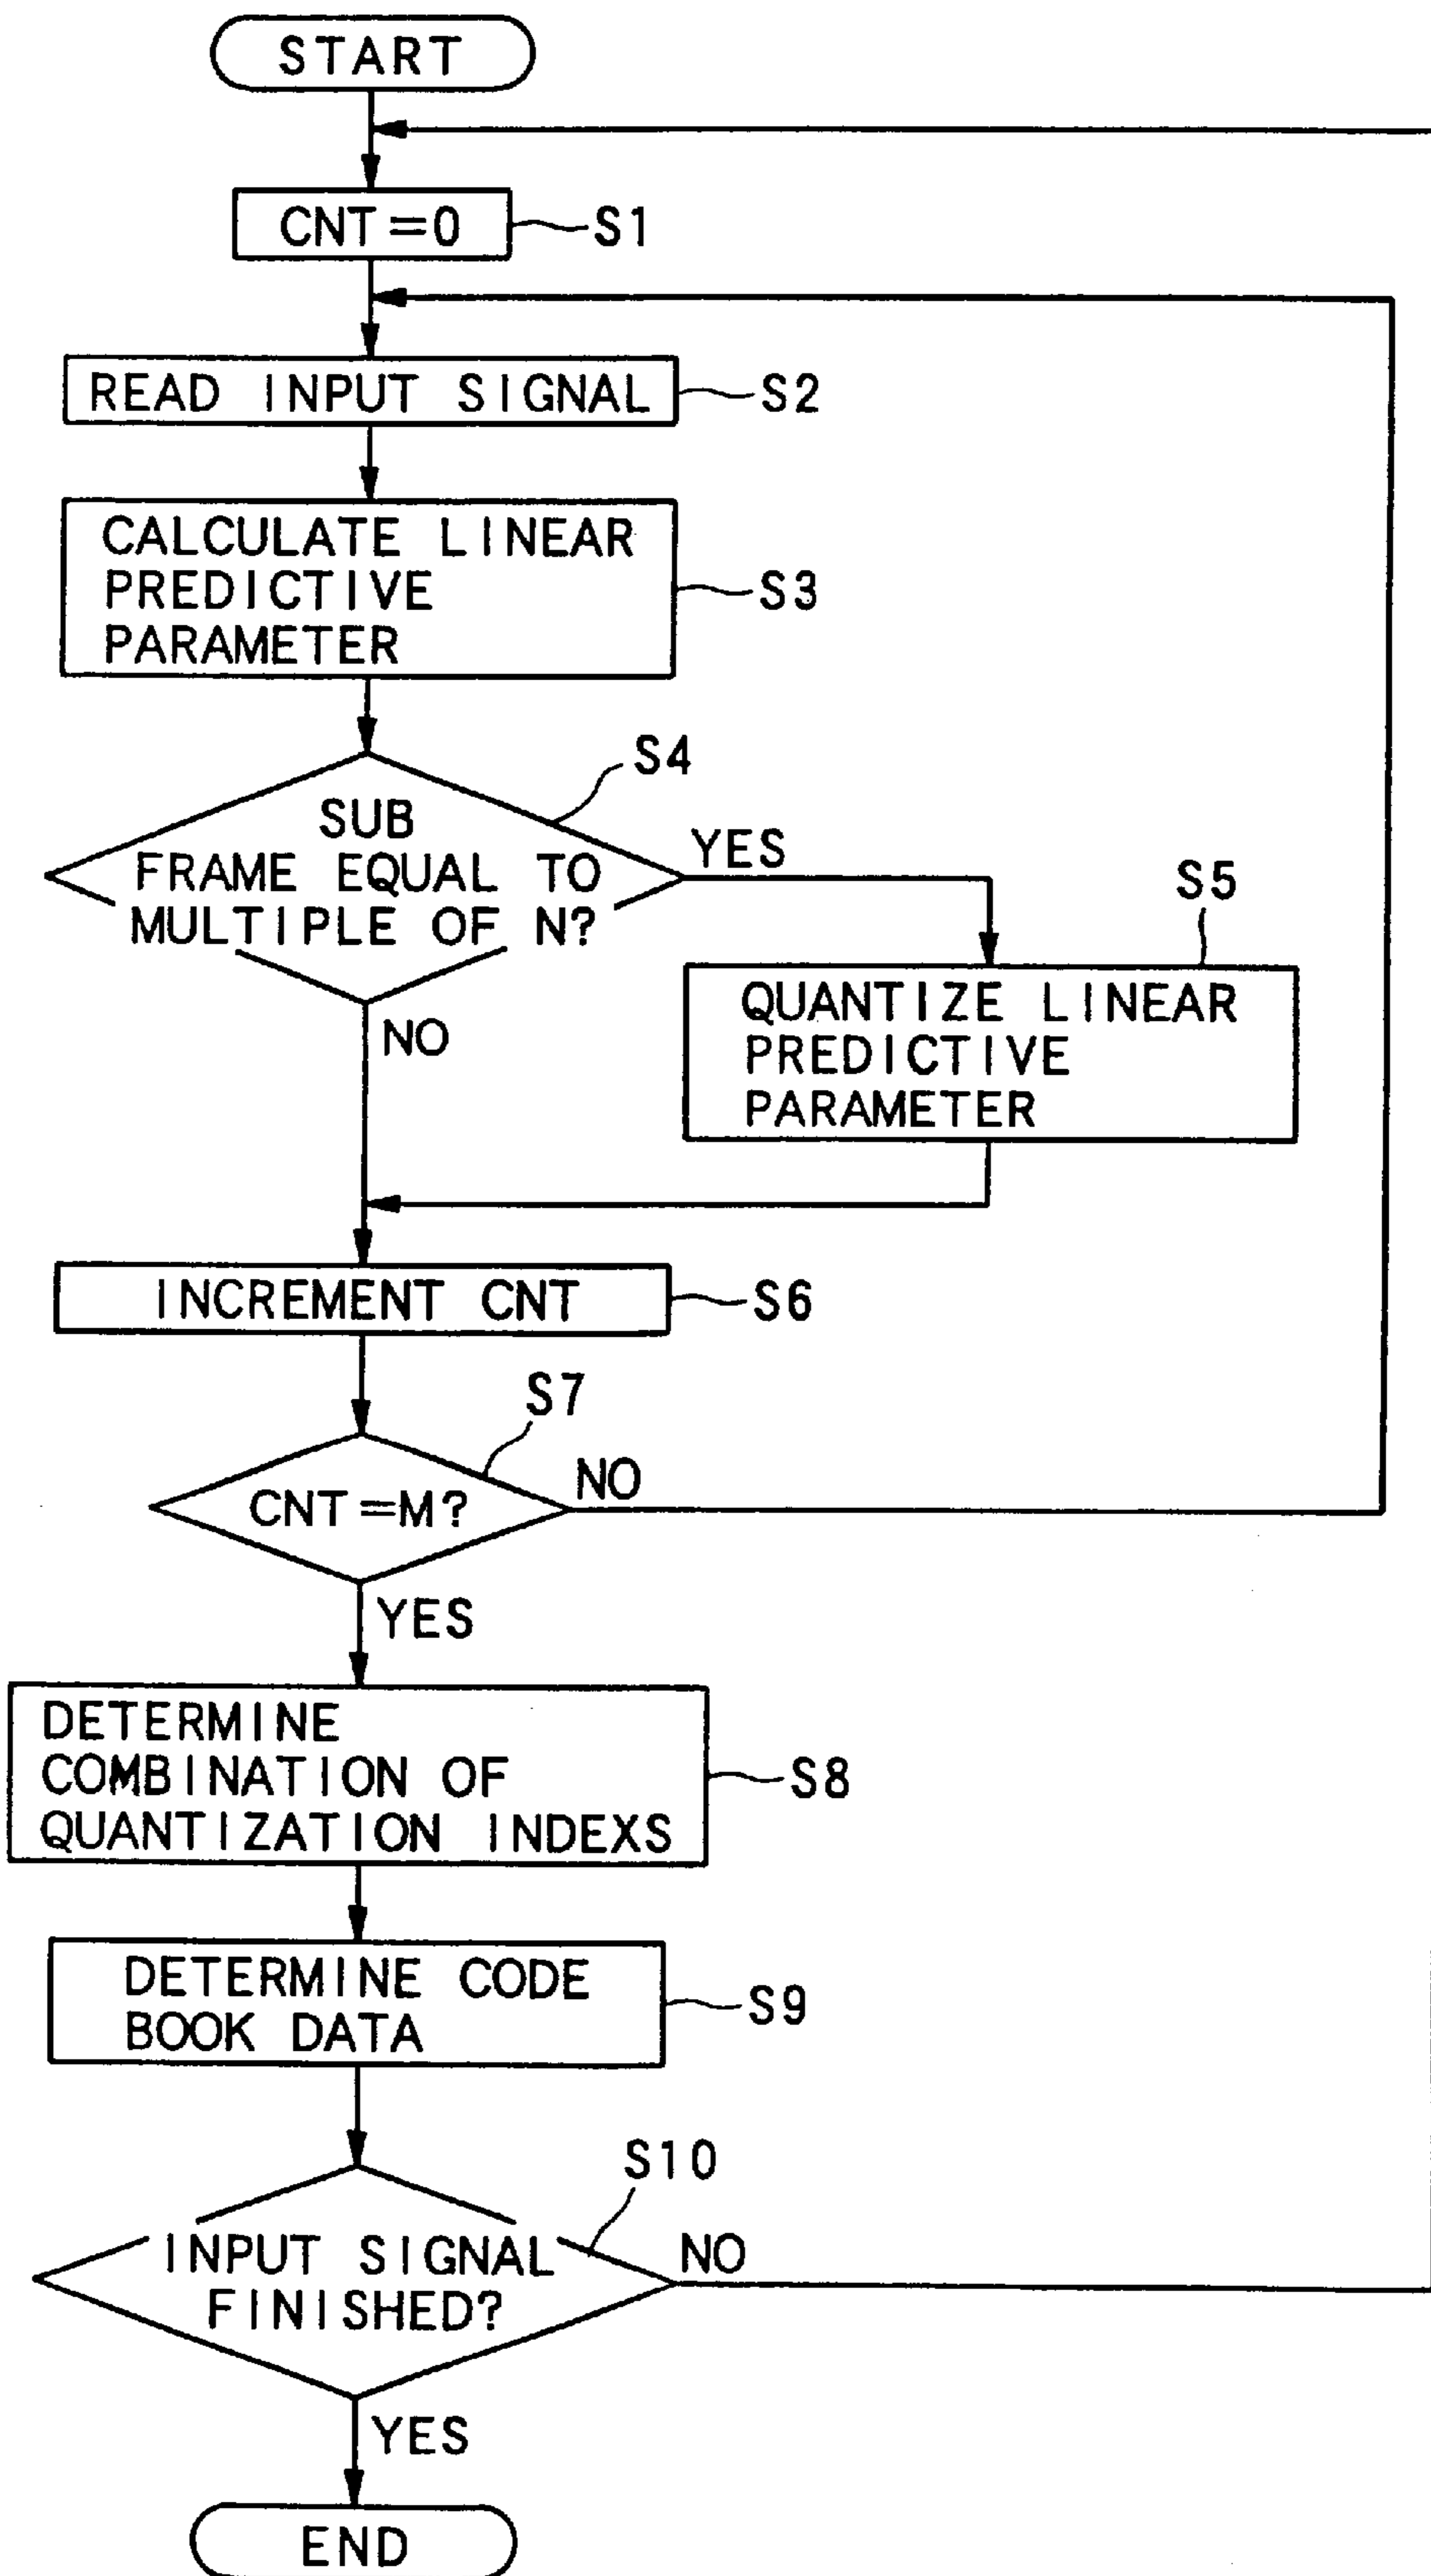 START
CNT=0
S1
READ INPUT SIGNAL
S2
CALCULATE LINEAR
PREDICTIVE
PARAMETER
S3
S4
SUB
FRAME EQUAL TO
MULTIPLE OF N?
YES
NO
S5
QUANTIZE LINEAR
PREDICTIVE
PARAMETER
INCREMENT CNT
S6
S7
CNT=M?
NO
YES
DETERMINE
COMBINATION OF
QUANTIZATION INDEXS
S8
DETERMINE CODE
BOOK DATA
S9
S10
INPUT SIGNAL
FINISHED?
NO
YES
END